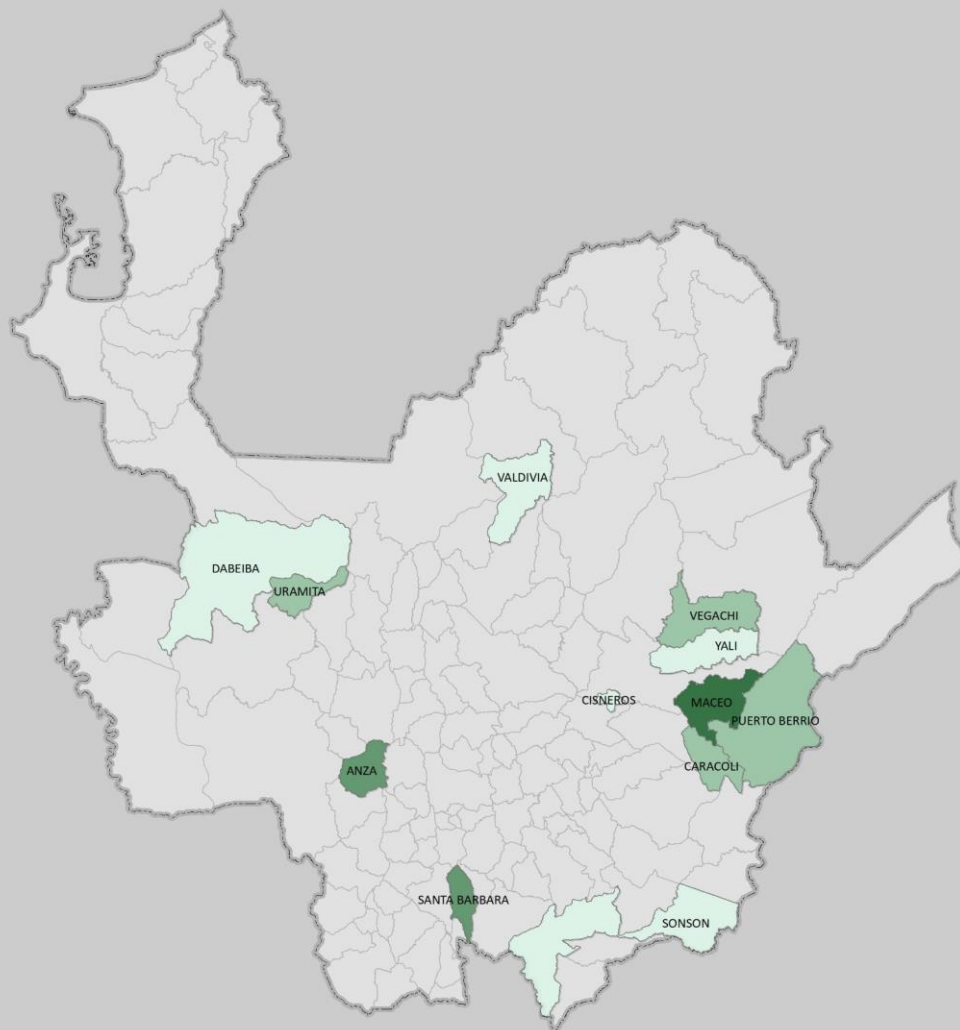 VALDIVIA
DABEIBA
URAMITA
VEGACHI
YALI
CISNEROS
MACEO
PUERTO BERRIO
CARACOLI
ANZA
SANTA BARBARA
SONSON